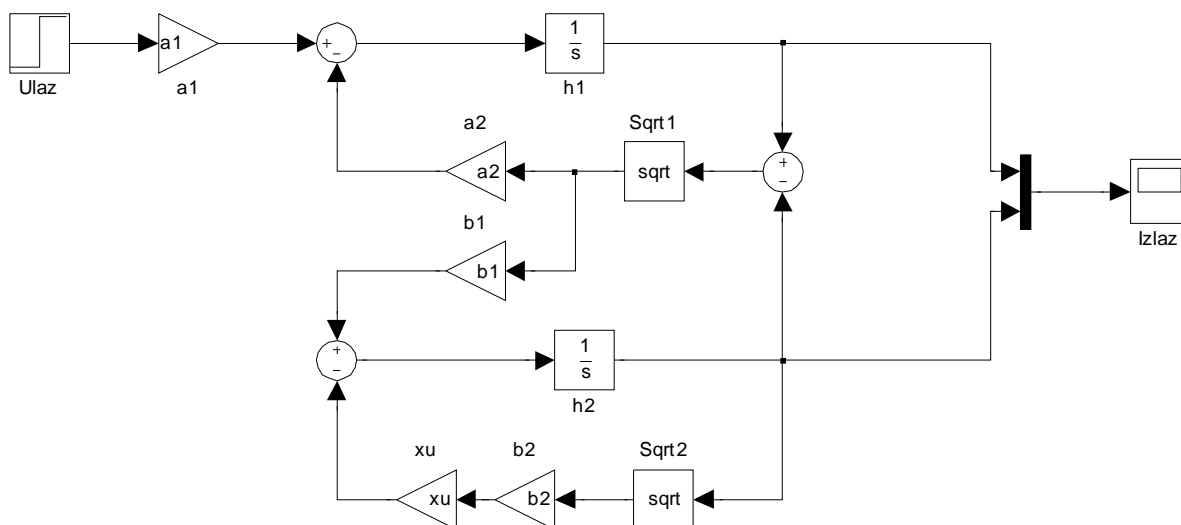 Ulaz
a1
a1
+
−
1
s
h1
a2
a2
Sqrt1
sqrt
+
−
b1
b1
Izlaz
+
−
1
s
h2
xu
xu
b2
b2
Sqrt2
sqrt